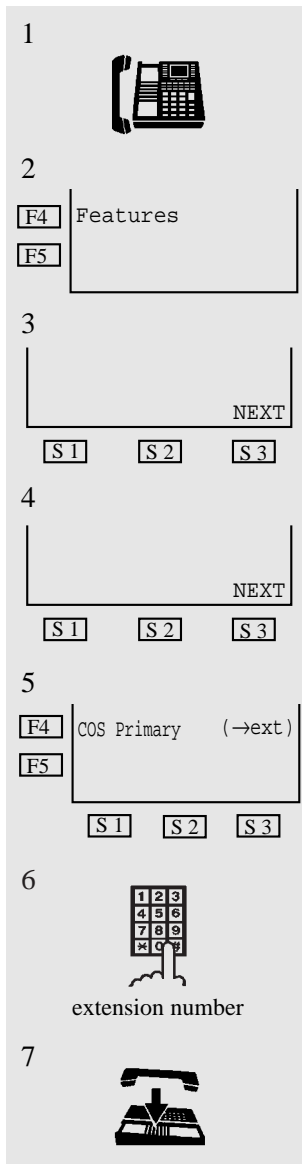 1
2
F4 Features
F5
3
NEXT
S 1 S 2 S 3
4
NEXT
S 1 S 2 S 3
5
F4 COS Primary (→ext)
F5
S 1 S 2 S 3
6
1 2 3
4 5 6
7 8 9
* 0 #
extension number
7